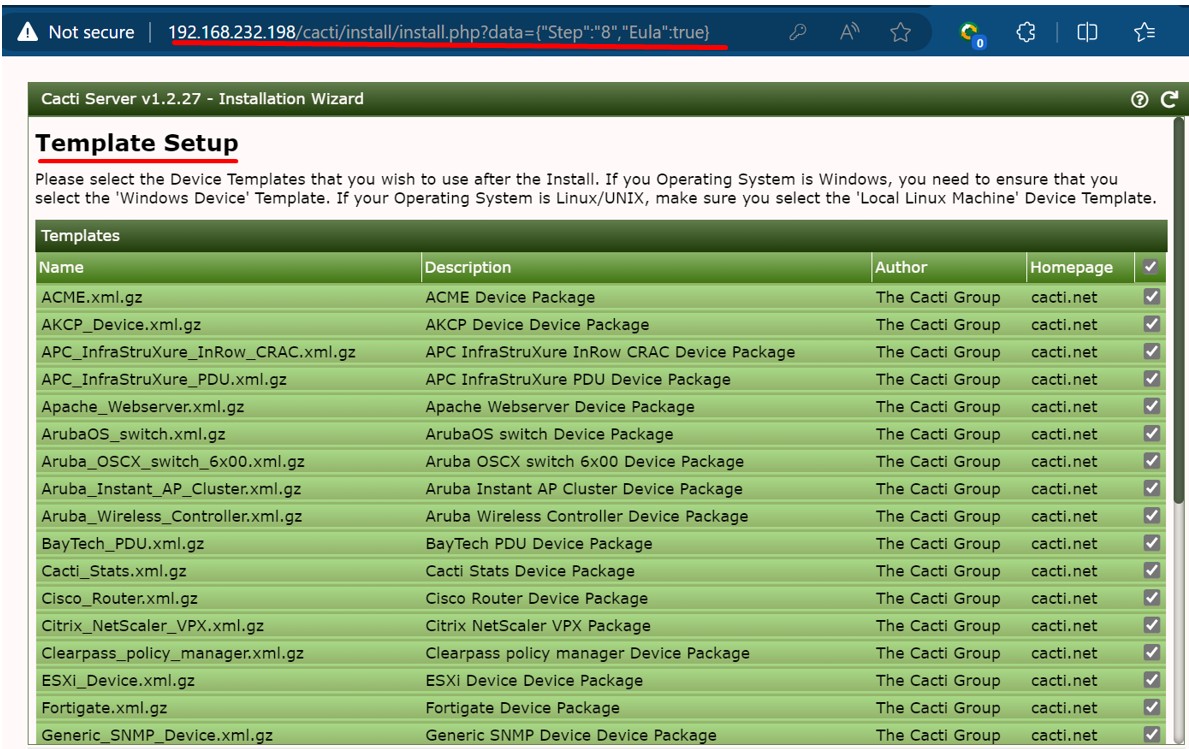 Not secure 192.168.232.198/cacti/install/install.php?data={"Step":"8","Eula":true} A 0
Cacti Server v1.2.27 - Installation Wizard
Template Setup
Please select the Device Templates that you wish to use after the Install. If you Operating System is Windows, you need to ensure that you
select the 'Windows Device' Template. If your Operating System is Linux/UNIX, make sure you select the 'Local Linux Machine' Device Template.
Templates
Name Description Author Homepage
ACME.xml.gz ACME Device Package The Cacti Group cacti.net
AKCP_Device.xml.gz AKCP Device Device Package The Cacti Group cacti.net
APC_InfraStruXure_InRow_CRAC.xml.gz APC InfraStruXure InRow CRAC Device Package The Cacti Group cacti.net
APC_InfraStruXure_PDU.xml.gz APC InfraStruXure PDU Device Package The Cacti Group cacti.net
Apache_Webserver.xml.gz Apache Webserver Device Package The Cacti Group cacti.net
ArubaOS_switch.xml.gz ArubaOS switch Device Package The Cacti Group cacti.net
Aruba_OSCX_switch_6x00.xml.gz Aruba OSCX switch 6x00 Device Package The Cacti Group cacti.net
Aruba_Instant_AP_Cluster.xml.gz Aruba Instant AP Cluster Device Package The Cacti Group cacti.net
Aruba_Wireless_Controller.xml.gz Aruba Wireless Controller Device Package The Cacti Group cacti.net
BayTech_PDU.xml.gz BayTech PDU Device Package The Cacti Group cacti.net
Cacti_Stats.xml.gz Cacti Stats Device Package The Cacti Group cacti.net
Cisco_Router.xml.gz Cisco Router Device Package The Cacti Group cacti.net
Citrix_NetScaler_VPX.xml.gz Citrix NetScaler VPX Package The Cacti Group cacti.net
Clearpass_policy_manager.xml.gz Clearpass policy manager Device Package The Cacti Group cacti.net
ESXi_Device.xml.gz ESXi Device Device Package The Cacti Group cacti.net
Fortigate.xml.gz Fortigate Device Package The Cacti Group cacti.net
Generic_SNMP_Device.xml.gz Generic SNMP Device Device Package The Cacti Group cacti.net